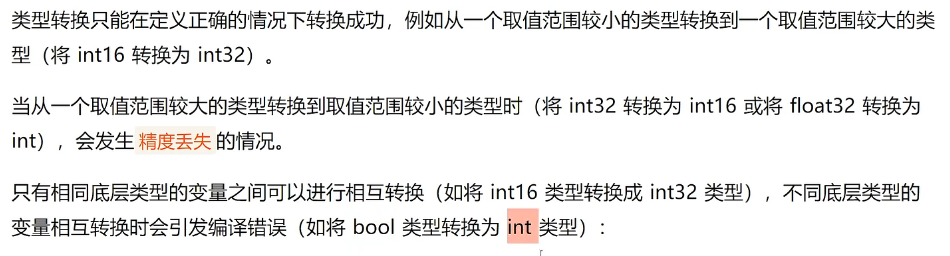 类型转换只能在定义正确的情况下转换成功，例如从一个取值范围较小的类型转换到一个取值范围较大的类
型（将 int16 转换为 int32）。
当从一个取值范围较大的类型转换到取值范围较小的类型时（将 int32 转换为 int16 或将 float32 转换为
int），会发生 精度丢失 的情况。
只有相同底层类型的变量之间可以进行相互转换（如将 int16 类型转换成 int32 类型），不同底层类型的
变量相互转换时会引发编译错误（如将 bool 类型转换为 int 类型）：